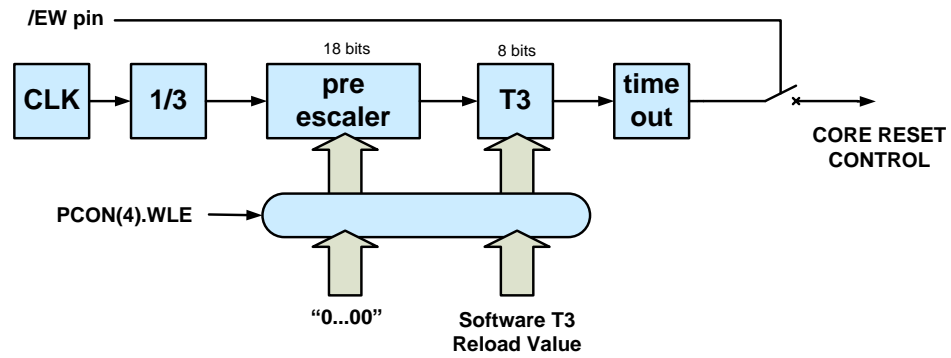 /EW pin
18 bits
8 bits
CLK
1/3
pre
escaler
T3
time
out
CORE RESET
CONTROL
PCON(4).WLE
“0...00”
Software T3
Reload Value